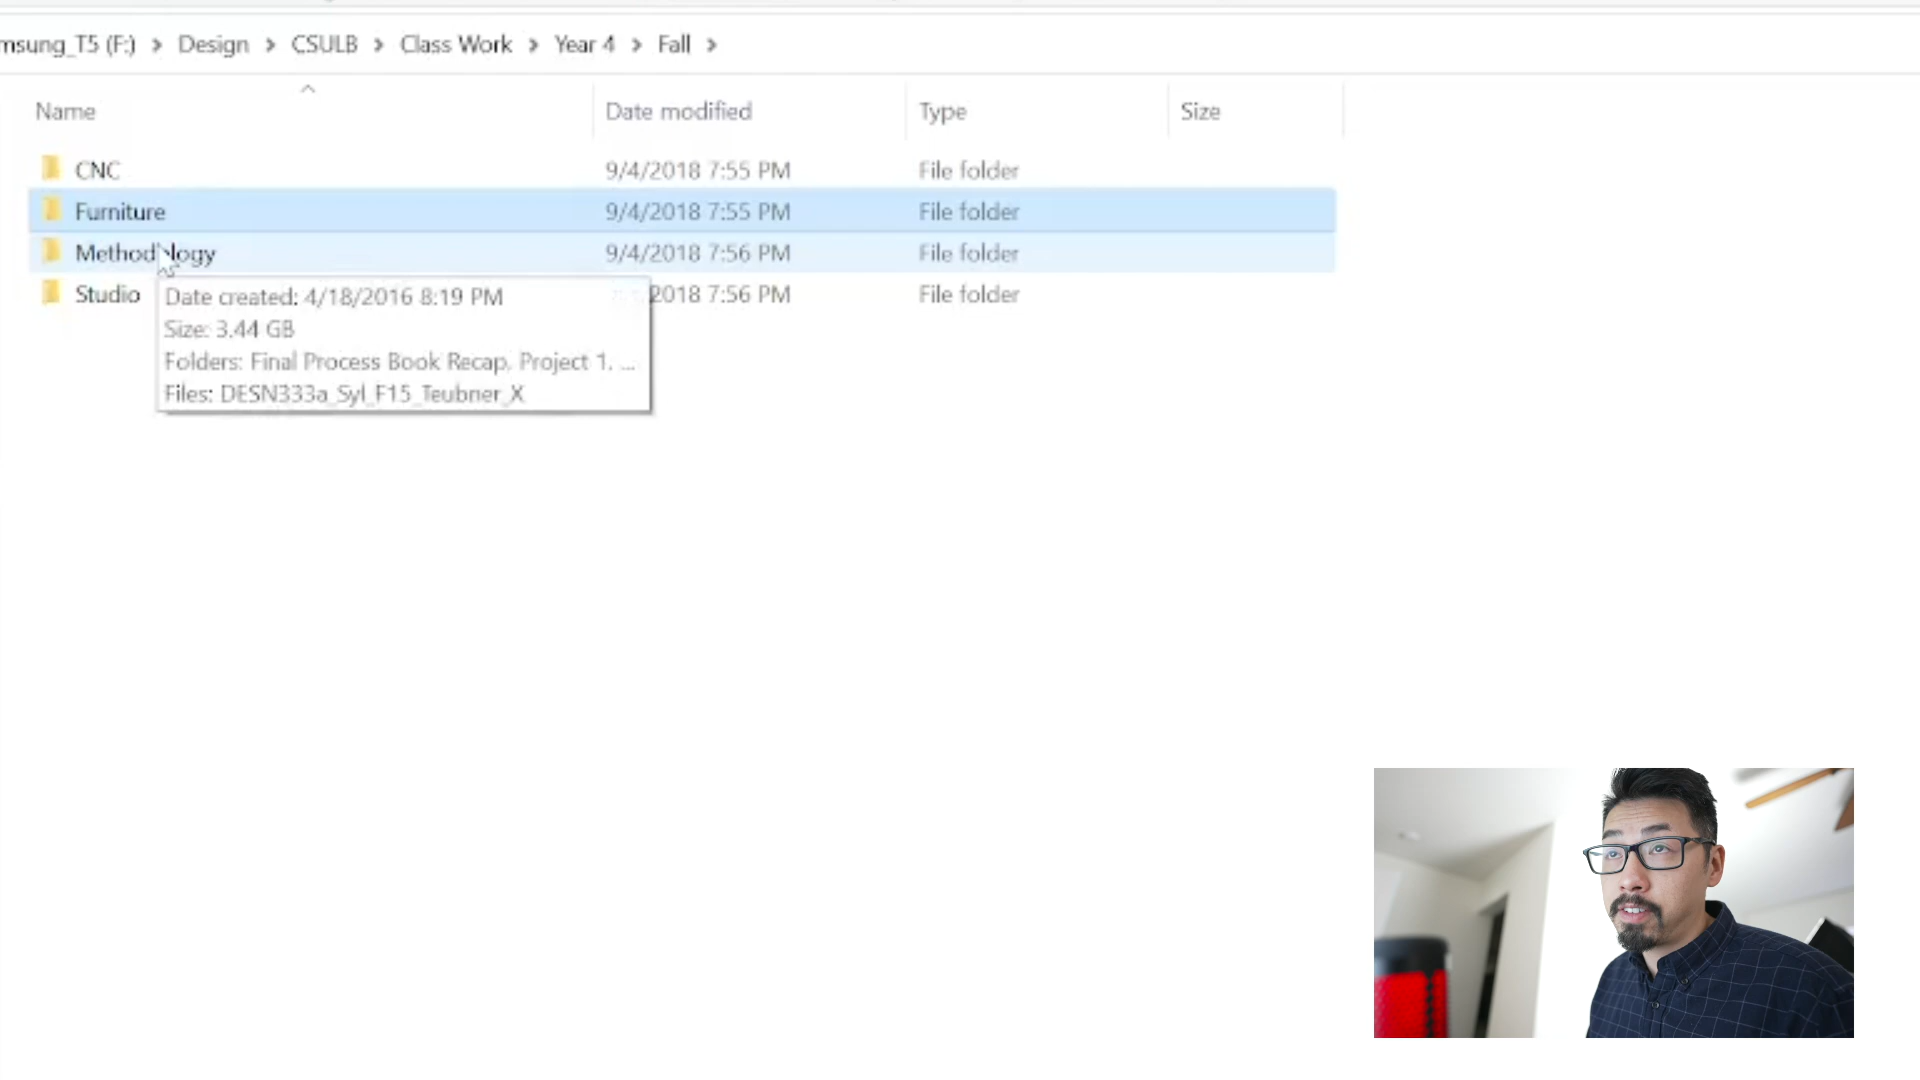 msung_T5 (F:) > Design > CSULB > Class Work > Year 4 > Fall >
Name Date modified Type Size
CNC 9/4/2018 7:55 PM File folder
Furniture 9/4/2018 7:55 PM File folder
Methodology 9/4/2018 7:56 PM File folder
Studio 2018 7:56 PM File folder
Date created: 4/18/2016 8:19 PM
Size: 3.44 GB
Folders: Final Process Book Recap, Project 1, ...
Files: DESN333a_Syl_F15_Teubner_X